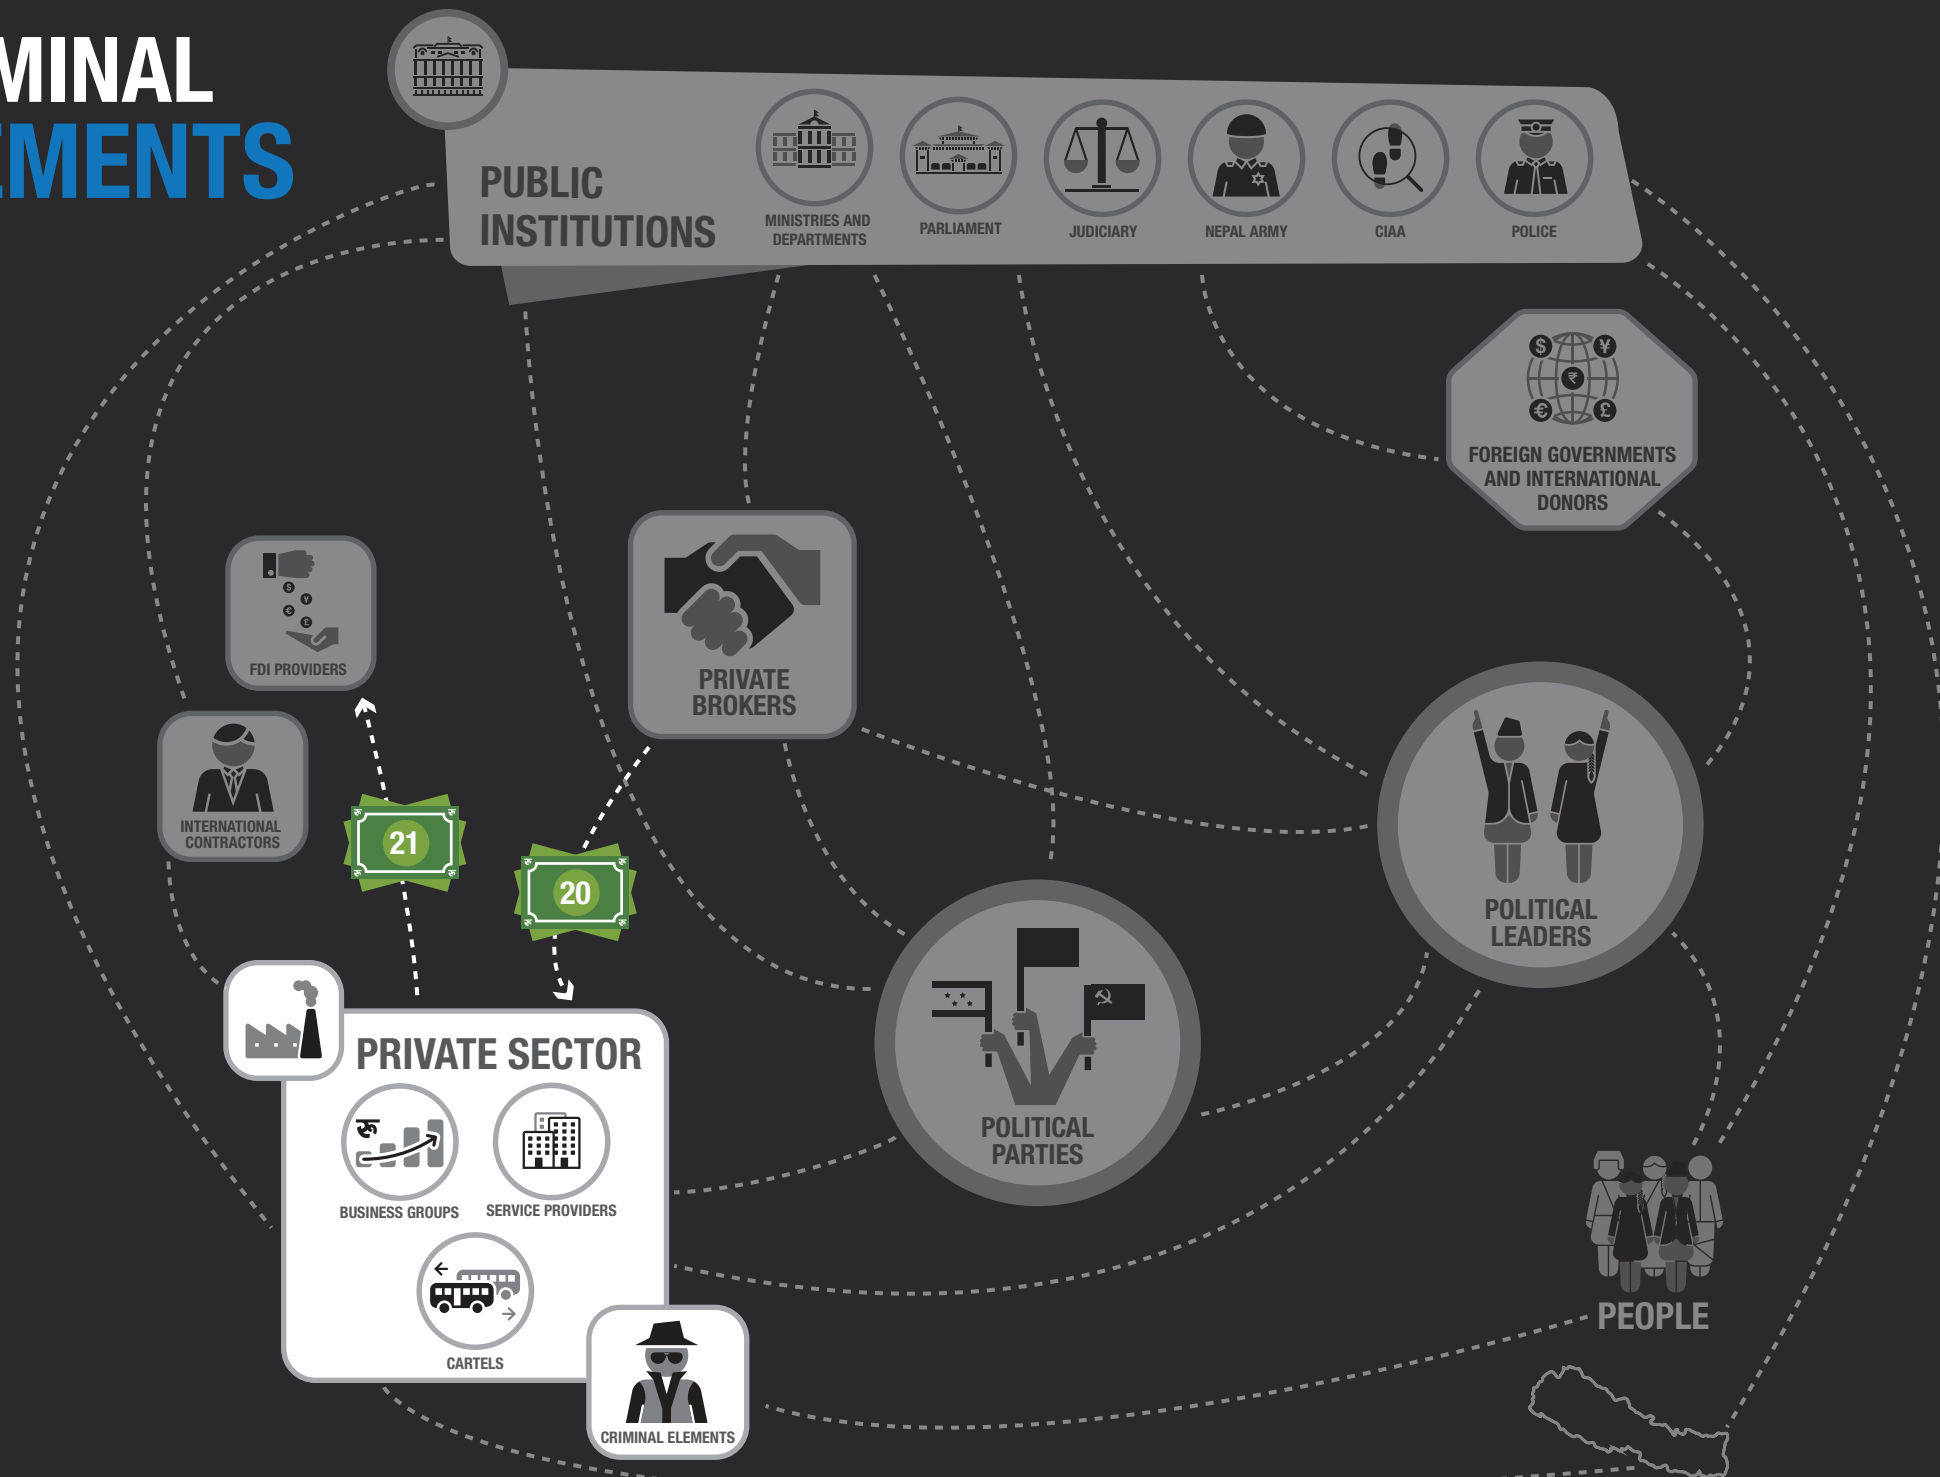 MINAL
EMENTS
PUBLIC
INSTITUTIONS
MINISTRIES AND
DEPARTMENTS
PARLIAMENT
JUDICIARY
NEPAL ARMY
CIAA
POLICE
$ ¥
₹
€ £
FOREIGN GOVERNMENTS
AND INTERNATIONAL
DONORS
$
¥
€
£
FDI PROVIDERS
PRIVATE
BROKERS
INTERNATIONAL
CONTRACTORS
21
20
POLITICAL
LEADERS
POLITICAL
PARTIES
PRIVATE SECTOR
रू
BUSINESS GROUPS
SERVICE PROVIDERS
CARTELS
CRIMINAL ELEMENTS
PEOPLE